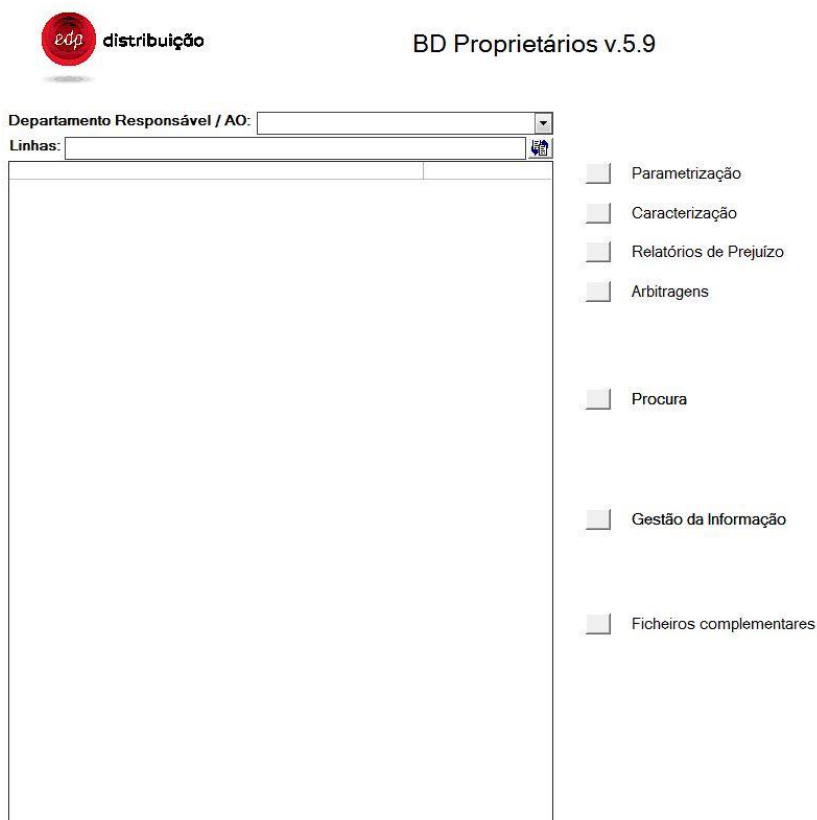 edp distribuição
BD Proprietários v.5.9
Departamento Responsável / AO:
Linhas:
Parametrização
Caracterização
Relatórios de Prejuízo
Arbitragens
Procura
Gestão da Informação
Ficheiros complementares